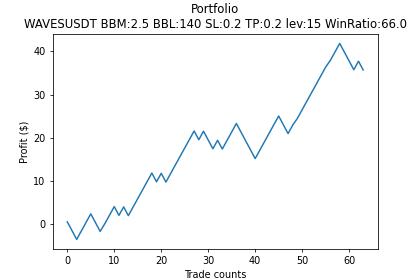 Portfolio
WAVESUSDT BBM:2.5 BBL:140 SL:0.2 TP:0.2 lev:15 WinRatio:66.0
40
30
20
10
0
Profit ($)
0 10 20 30 40 50 60
Trade counts